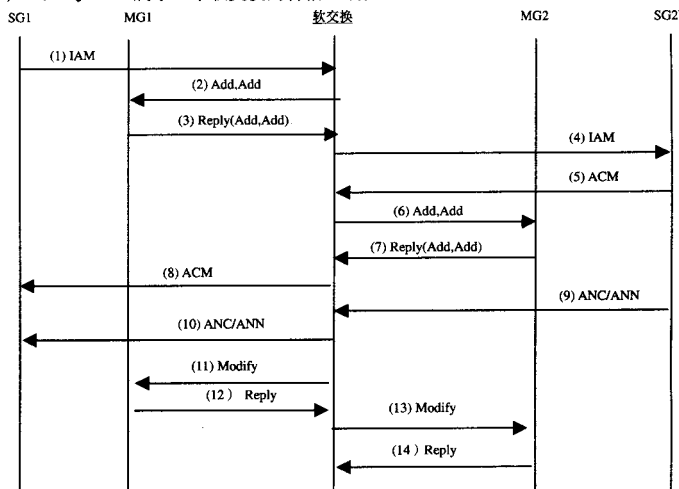 SG1 MG1 软交换 MG2 SG2
(1) IAM
(2) Add,Add
(3) Reply(Add,Add)
(4) IAM
(5) ACM
(6) Add,Add
(7) Reply(Add,Add)
(8) ACM
(9) ANC/ANN
(10) ANC/ANN
(11) Modify
(12） Reply
(13) Modify
(14）Reply